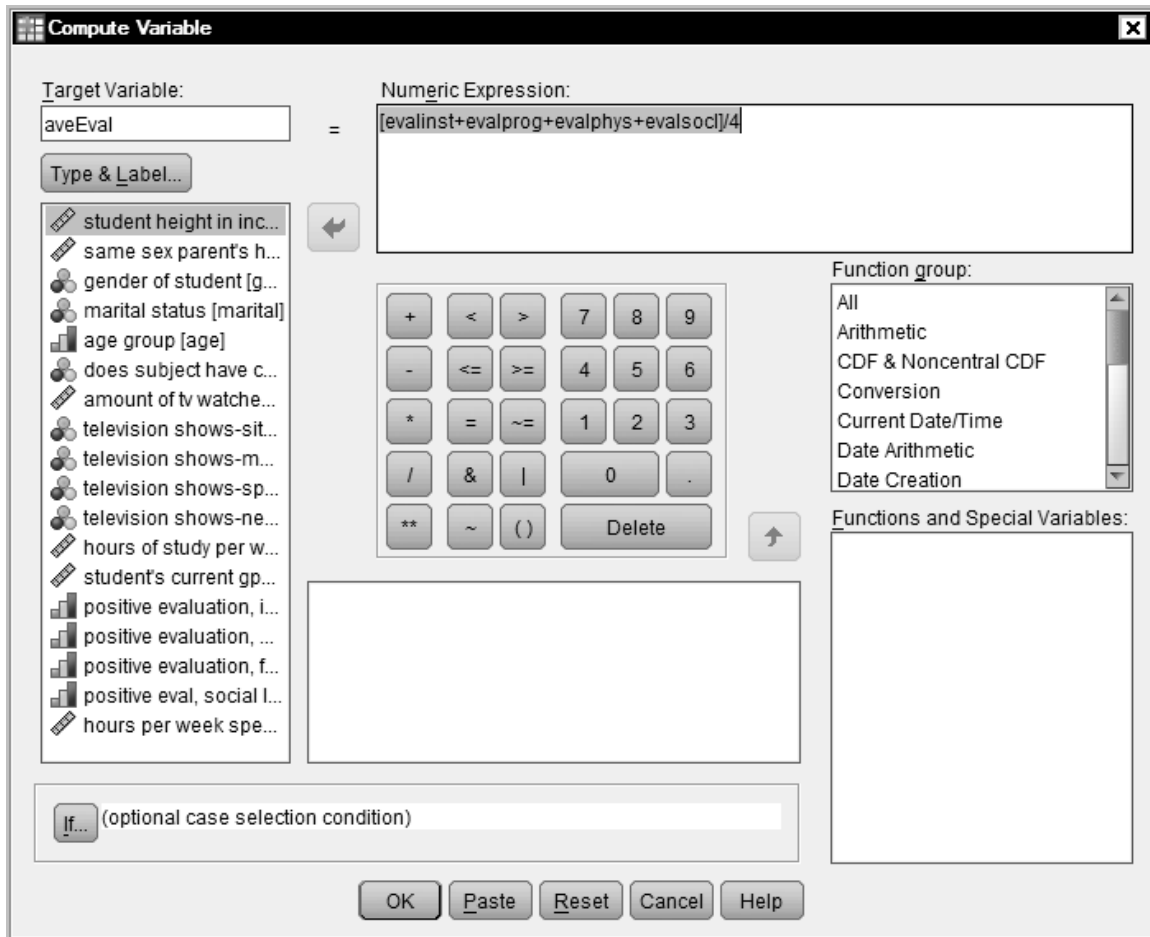 Compute Variable
Target Variable:
aveEval
=
Numeric Expression:
[evalinst+evalprog+evalphys+evalsocl]/4
Type & Label...
student height in inc...
same sex parent's h...
gender of student [g...
marital status [marital]
age group [age]
does subject have c...
amount of tv watche...
television shows-sit...
television shows-m...
television shows-sp...
television shows-ne...
hours of study per w...
student's current gp...
positive evaluation, i...
positive evaluation, ...
positive evaluation, f...
positive eval, social l...
hours per week spe...
+ < > 7 8 9
- <= >= 4 5 6
* = ~= 1 2 3
/ & | 0 .
** ~ ( ) Delete
Function group:
All
Arithmetic
CDF & Noncentral CDF
Conversion
Current Date/Time
Date Arithmetic
Date Creation
Functions and Special Variables:
If... (optional case selection condition)
OK Paste Reset Cancel Help